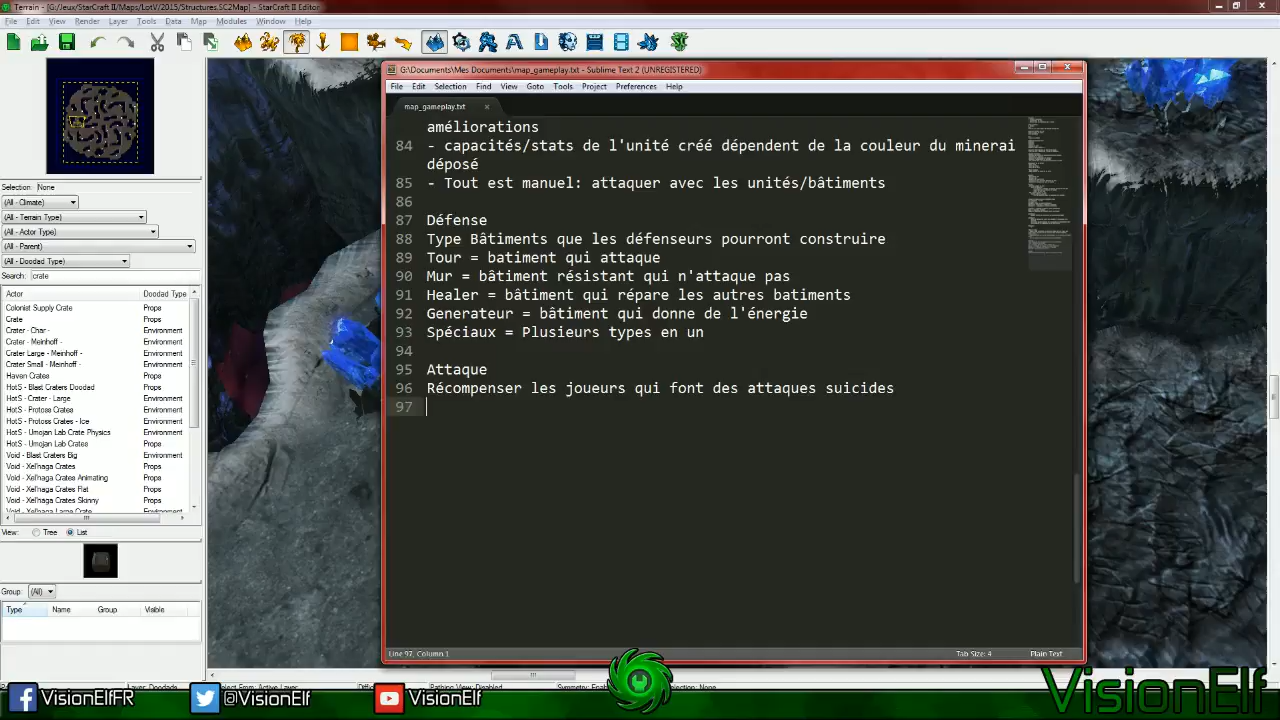 Terrain - [G:/Jeux/StarCraft II/Maps/LotV/2015/Structures.SC2Map] - StarCraft II Editor
File Edit View Render Layer Tools Data Map Modules Window Help
Selection: None
(All - Climate)
(All - Terrain Type)
(All - Actor Type)
(All - Parent)
(All - Doodad Type)
Search: crate
Actor Doodad Type
Colonist Supply Crate Props
Crate Props
Crater - Char - Environment
Crater - Meinhoff - Environment
Crater Large - Meinhoff - Environment
Crater Small - Meinhoff - Environment
Haven Crates Props
HotS - Blast Craters Doodad Environment
HotS - Crater - Large Environment
HotS - Protoss Crates Props
HotS - Protoss Crates - Ice Environment
HotS - Umojan Lab Crate Physics Environment
HotS - Umojan Lab Crates Props
Void - Blast Craters Big Environment
Void - Xel'haga Crates Props
Void - Xel'haga Crates Animating Props
Void - Xel'haga Crates Flat Props
Void - Xel'haga Crates Skinny Props
Void - Xel'haga Large Crate Environment
View: Tree List
Group: (All)
Type Name Group Visible
G:\Documents\Mes Documents\map_gameplay.txt - Sublime Text 2 (UNREGISTERED)
File Edit Selection Find View Goto Tools Project Preferences Help
map_gameplay.txt
améliorations
84 - capacités/stats de l'unité créé dépendent de la couleur du minerai
déposé
85 - Tout est manuel: attaquer avec les unités/bâtiments
86
87 Défense
88 Type Bâtiments que les défenseurs pourront construire
89 Tour = batiment qui attaque
90 Mur = bâtiment résistant qui n'attaque pas
91 Healer = bâtiment qui répare les autres batiments
92 Generateur = bâtiment qui donne de l'énergie
93 Spéciaux = Plusieurs types en un
94
95 Attaque
96 Récompenser les joueurs qui font des attaques suicides
97
Line 97, Column 1 Tab Size: 4 Plain Text
VisionElfFR @VisionElf VisionElf
VisionElf